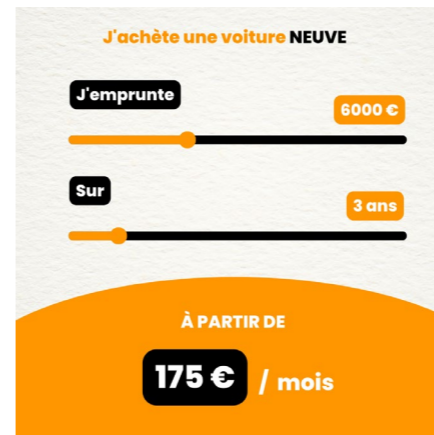 J'achète une voiture NEUVE
J'emprunte
6000 €
Sur
3 ans
À PARTIR DE
175 € / mois